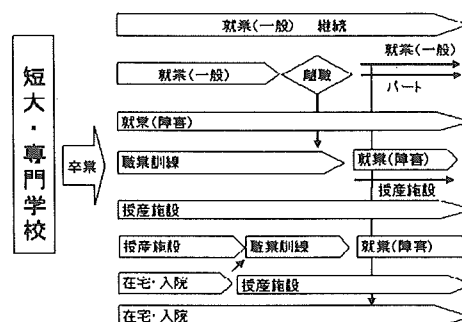 就業(一般) 継続
就業(一般)
離職
就業(一般)
パート
短大・専門学校
卒業
就業(障害)
職業訓練
就業(障害)
授産施設
授産施設
授産施設
職業訓練
就業(障害)
在宅・入院
授産施設
在宅・入院